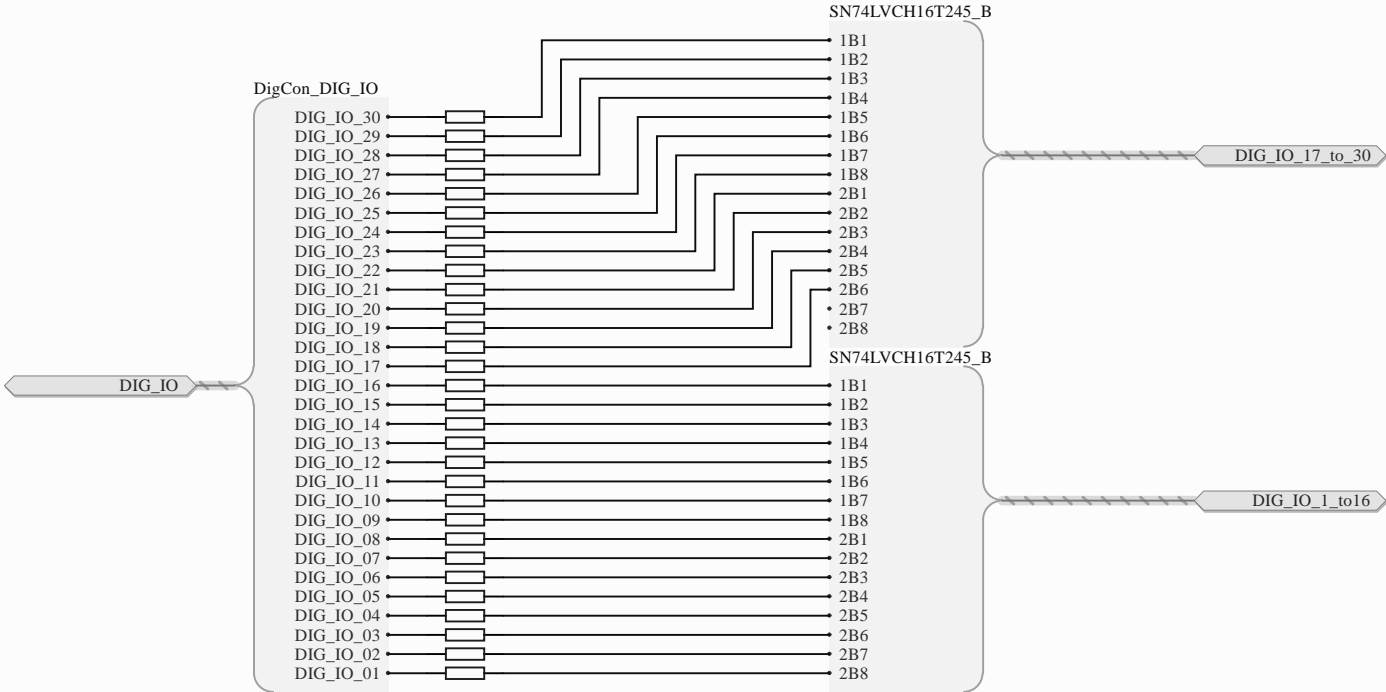 SN74LVCH16T245_B
1B1
1B2
1B3
1B4
1B5
1B6
1B7
1B8
2B1
2B2
2B3
2B4
2B5
2B6
2B7
2B8
DIG_IO_17_to_30
DigCon_DIG_IO
DIG_IO_30
DIG_IO_29
DIG_IO_28
DIG_IO_27
DIG_IO_26
DIG_IO_25
DIG_IO_24
DIG_IO_23
DIG_IO_22
DIG_IO_21
DIG_IO_20
DIG_IO_19
DIG_IO_18
DIG_IO_17
DIG_IO_16
DIG_IO_15
DIG_IO_14
DIG_IO_13
DIG_IO_12
DIG_IO_11
DIG_IO_10
DIG_IO_09
DIG_IO_08
DIG_IO_07
DIG_IO_06
DIG_IO_05
DIG_IO_04
DIG_IO_03
DIG_IO_02
DIG_IO_01
DIG_IO
SN74LVCH16T245_B
1B1
1B2
1B3
1B4
1B5
1B6
1B7
1B8
2B1
2B2
2B3
2B4
2B5
2B6
2B7
2B8
DIG_IO_1_to16